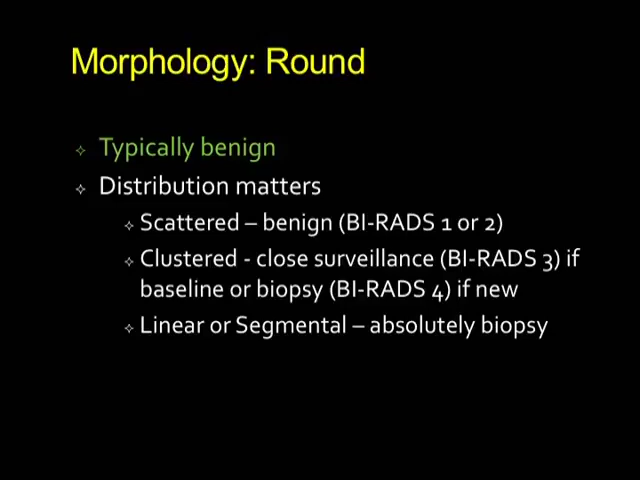 Morphology: Round
Typically benign
Distribution matters
Scattered – benign (BI-RADS 1 or 2)
Clustered - close surveillance (BI-RADS 3) if
baseline or biopsy (BI-RADS 4) if new
Linear or Segmental – absolutely biopsy